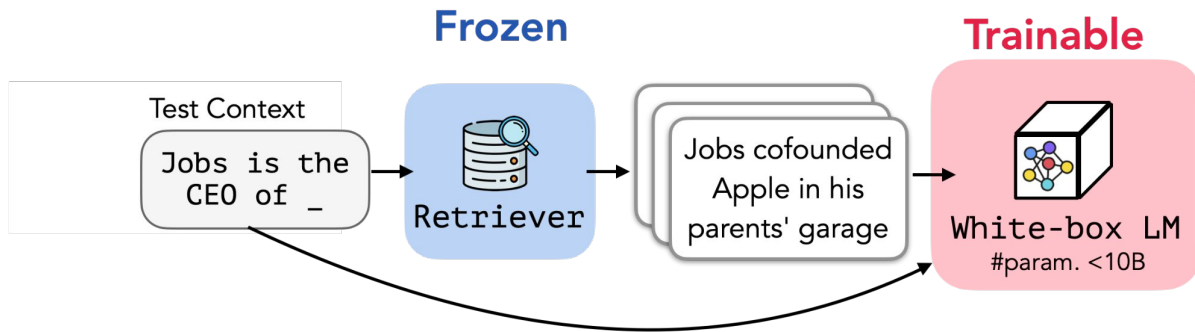 Frozen
Trainable
Test Context
Jobs is the
CEO of _
Retriever
Jobs cofounded
Apple in his
parents' garage
White-box LM
#param. <10B